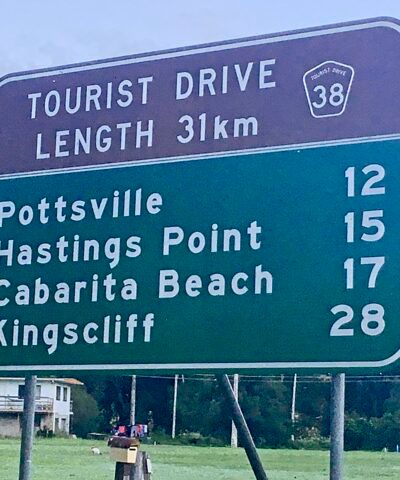 TOURIST DRIVE
LENGTH 31km
TOURIST DRIVE
38
Pottsville 12
Hastings Point 15
Cabarita Beach 17
Kingscliff 28